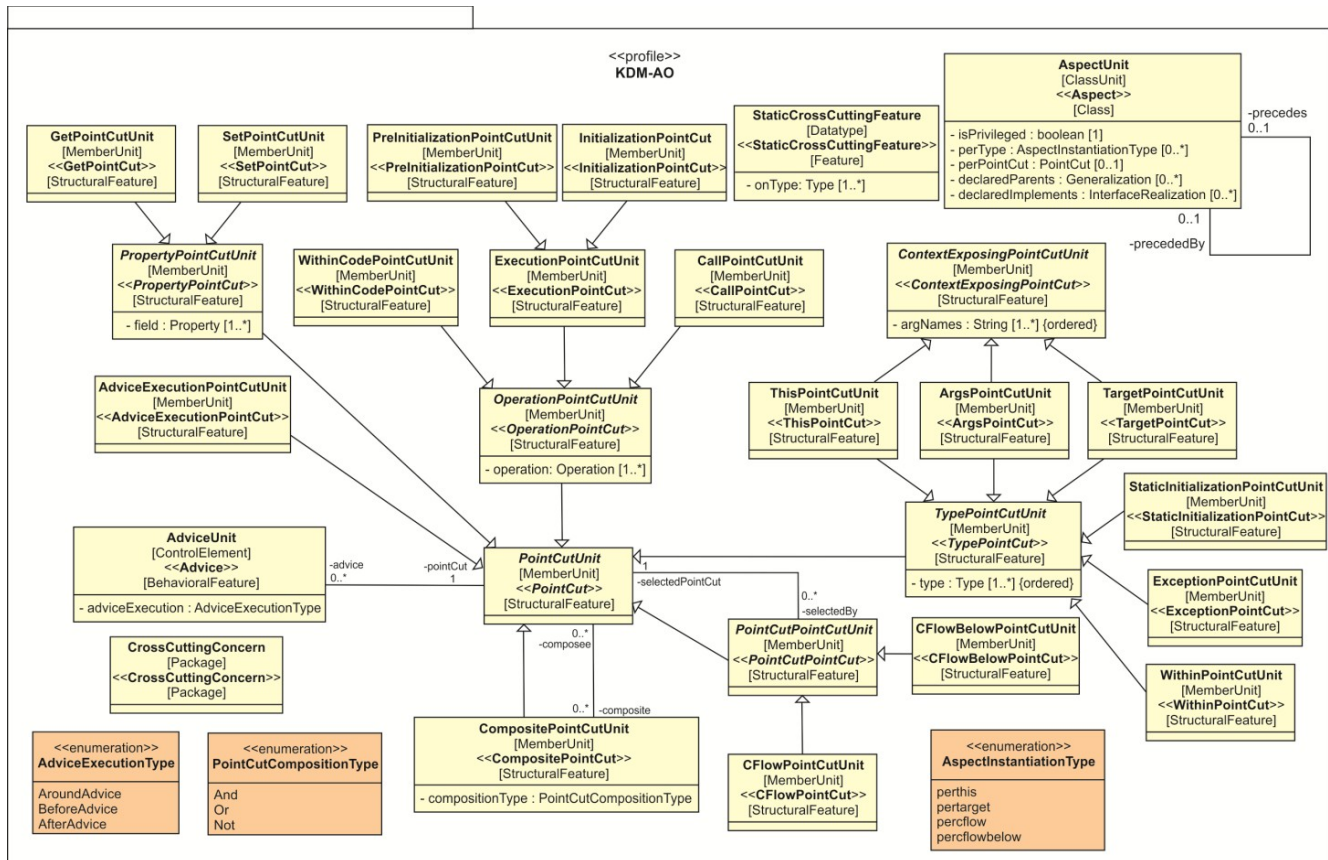 <<profile>>
KDM-AO
AspectUnit
[ClassUnit]
<<Aspect>>
[Class]
- isPrivileged : boolean [1]
- perType : AspectInstantiationType [0..*]
- perPointCut : PointCut [0..1]
- declaredParents : Generalization [0..*]
- declaredImplements : InterfaceRealization [0..*]
-precedes
0..1
0..1
-precededBy
GetPointCutUnit
[MemberUnit]
<<GetPointCut>>
[StructuralFeature]
SetPointCutUnit
[MemberUnit]
<<SetPointCut>>
[StructuralFeature]
PreInitializationPointCutUnit
[MemberUnit]
<<PreInitializationPointCut>>
[StructuralFeature]
InitializationPointCut
[MemberUnit]
<<InitializationPointCut>>
[StructuralFeature]
StaticCrossCuttingFeature
[Datatype]
<<StaticCrossCuttingFeature>>
[Feature]
- onType: Type [1..*]
PropertyPointCutUnit
[MemberUnit]
<<PropertyPointCut>>
[StructuralFeature]
- field : Property [1..*]
WithinCodePointCutUnit
[MemberUnit]
<<WithinCodePointCut>>
[StructuralFeature]
ExecutionPointCutUnit
[MemberUnit]
<<ExecutionPointCut>>
[StructuralFeature]
CallPointCutUnit
[MemberUnit]
<<CallPointCut>>
[StructuralFeature]
ContextExposingPointCutUnit
[MemberUnit]
<<ContextExposingPointCut>>
[StructuralFeature]
- argNames : String [1..*] {ordered}
AdviceExecutionPointCutUnit
[MemberUnit]
<<AdviceExecutionPointCut>>
[StructuralFeature]
OperationPointCutUnit
[MemberUnit]
<<OperationPointCut>>
[StructuralFeature]
- operation: Operation [1..*]
ThisPointCutUnit
[MemberUnit]
<<ThisPointCut>>
[StructuralFeature]
ArgsPointCutUnit
[MemberUnit]
<<ArgsPointCut>>
[StructuralFeature]
TargetPointCutUnit
[MemberUnit]
<<TargetPointCut>>
[StructuralFeature]
StaticInitializationPointCutUnit
[MemberUnit]
<<StaticInitializationPointCut>>
[StructuralFeature]
AdviceUnit
[ControlElement]
<<Advice>>
[BehavioralFeature]
- adviceExecution : AdviceExecutionType
-advice
0..*
-pointCut
1
PointCutUnit
[MemberUnit]
<<PointCut>>
[StructuralFeature]
1
-selectedPointCut
0..*
-selectedBy
TypePointCutUnit
[MemberUnit]
<<TypePointCut>>
[StructuralFeature]
- type : Type [1..*] {ordered}
ExceptionPointCutUnit
[MemberUnit]
<<ExceptionPointCut>>
[StructuralFeature]
0..*
-composee
0..*
-composite
CrossCuttingConcern
[Package]
<<CrossCuttingConcern>>
[Package]
PointCutPointCutUnit
[MemberUnit]
<<PointCutPointCut>>
[StructuralFeature]
CFlowBelowPointCutUnit
[MemberUnit]
<<CFlowBelowPointCut>>
[StructuralFeature]
WithinPointCutUnit
[MemberUnit]
<<WithinPointCut>>
[StructuralFeature]
<<enumeration>>
AdviceExecutionType
AroundAdvice
BeforeAdvice
AfterAdvice
<<enumeration>>
PointCutCompositionType
And
Or
Not
CompositePointCutUnit
[MemberUnit]
<<CompositePointCut>>
[StructuralFeature]
- compositionType : PointCutCompositionType
CFlowPointCutUnit
[MemberUnit]
<<CFlowPointCut>>
[StructuralFeature]
<<enumeration>>
AspectInstantiationType
perthis
pertarget
percflow
percflowbelow